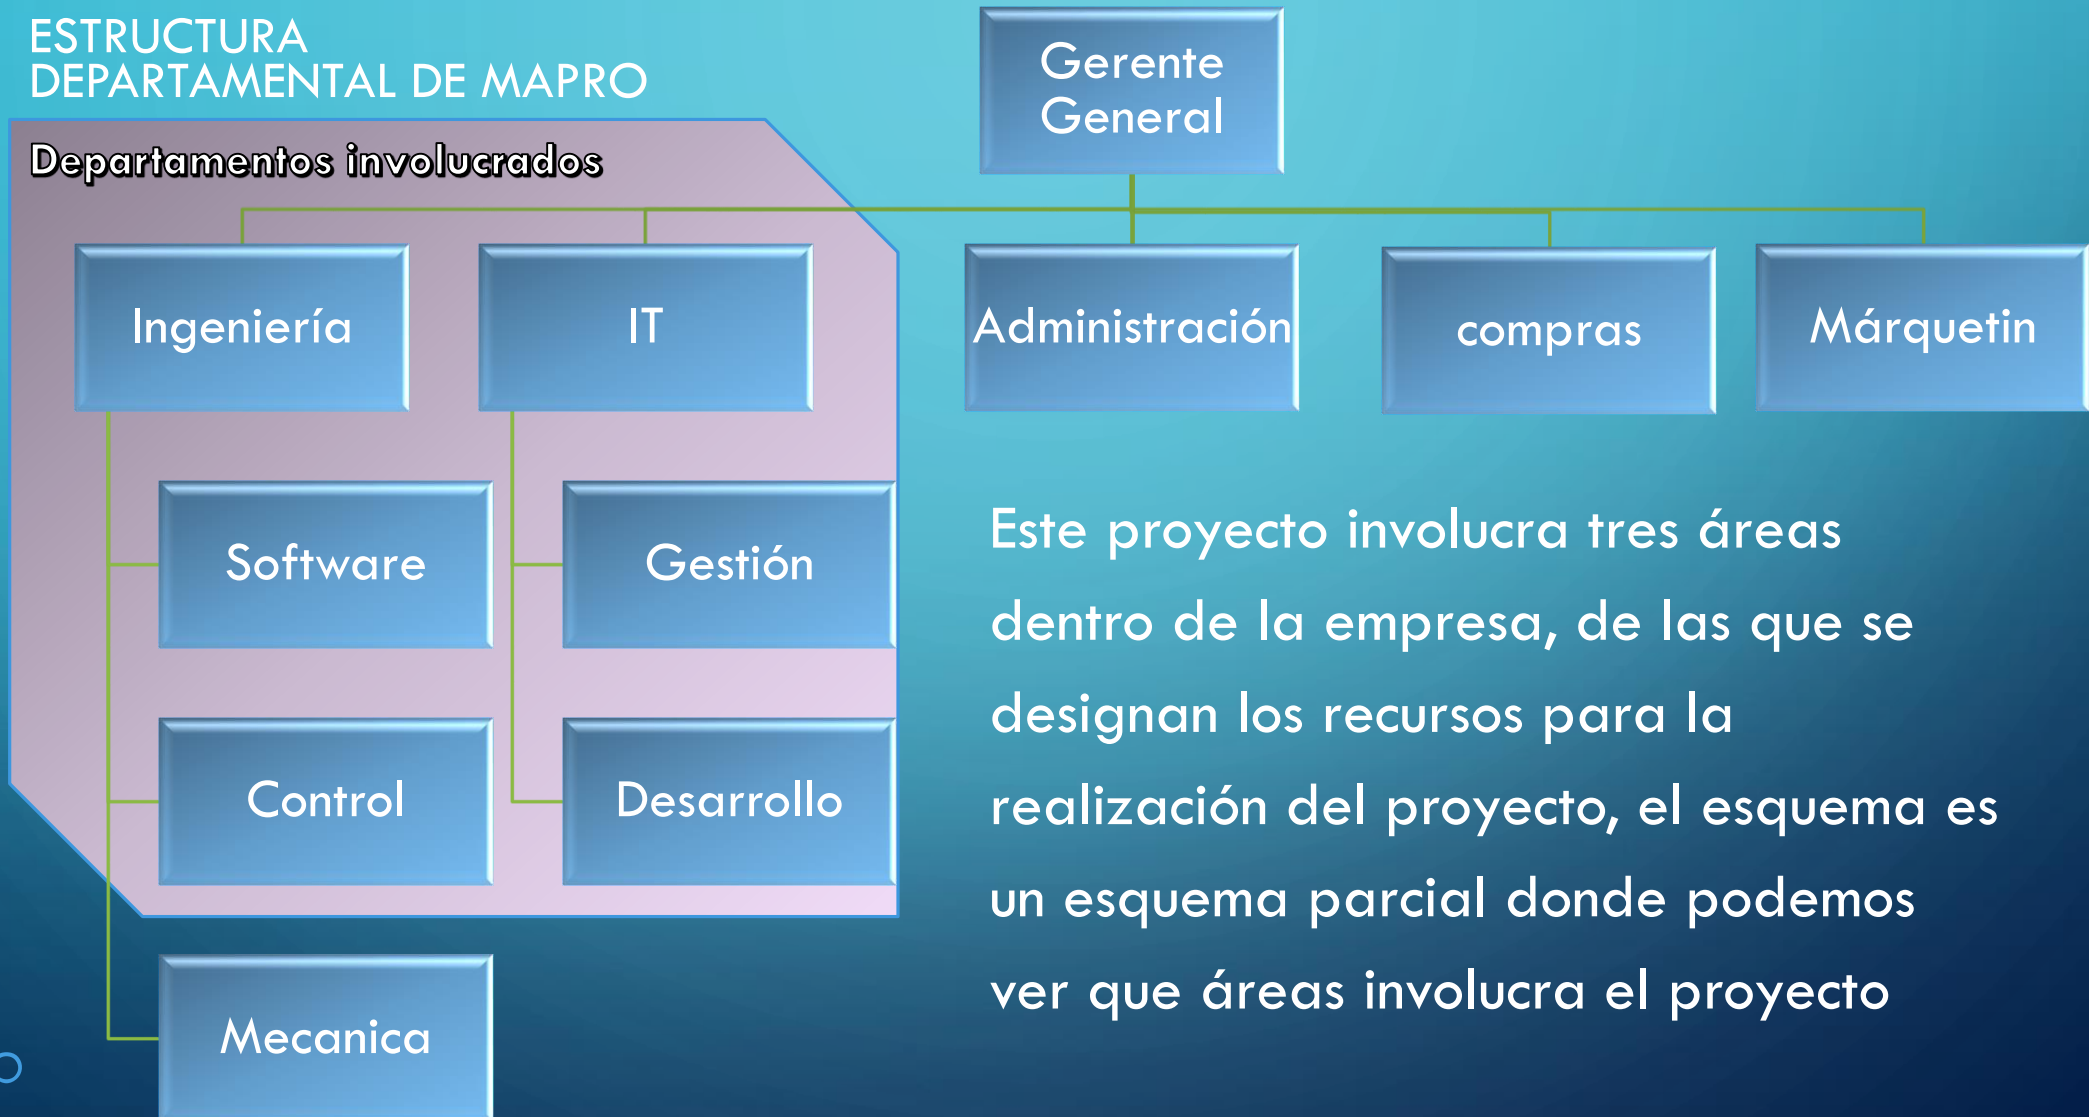 ESTRUCTURA
DEPARTAMENTAL DE MAPRO
Gerente
General
Departamentos involucrados
Ingeniería
IT
Administración
compras
Márquetin
Software
Gestión
Control
Desarrollo
Mecanica
Este proyecto involucra tres áreas
dentro de la empresa, de las que se
designan los recursos para la
realización del proyecto, el esquema es
un esquema parcial donde podemos
ver que áreas involucra el proyecto